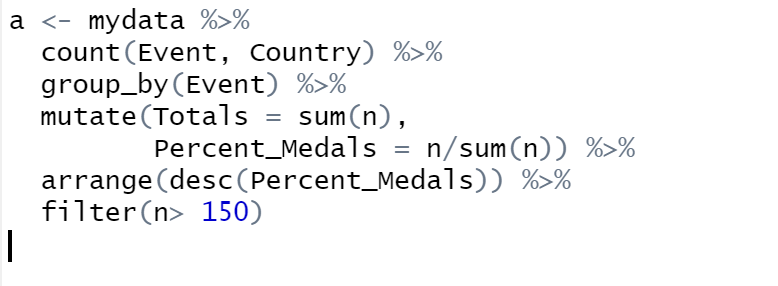 a <- mydata %>%
  count(Event, Country) %>%
  group_by(Event) %>%
  mutate(Totals = sum(n),
         Percent_Medals = n/sum(n)) %>%
  arrange(desc(Percent_Medals)) %>%
  filter(n> 150)